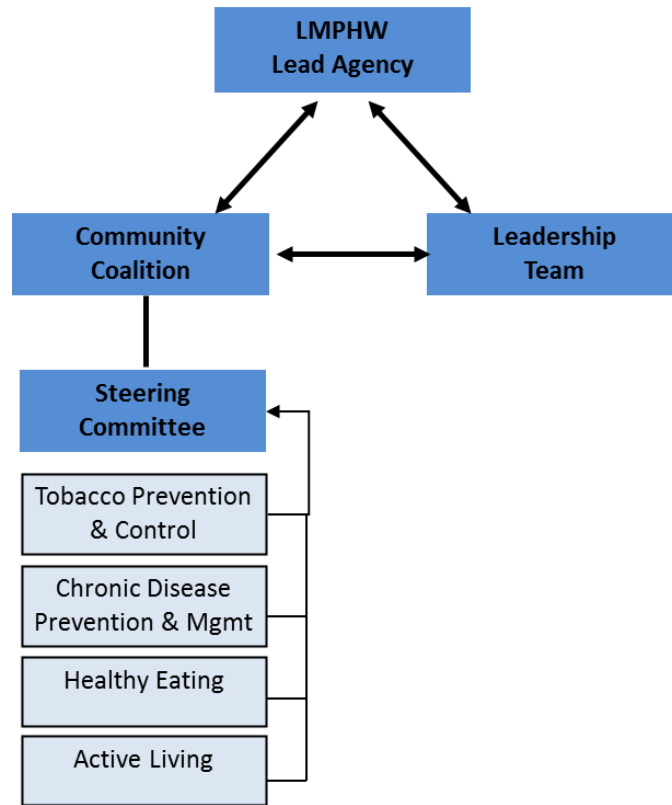 LMPHW
Lead Agency
Community
Coalition
Leadership
Team
Steering
Committee
Tobacco Prevention
& Control
Chronic Disease
Prevention & Mgmt
Healthy Eating
Active Living